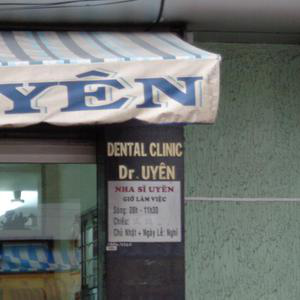 YÊN
DENTAL CLINIC
Dr. UYÊN
NHA SĨ UYÊN
GIỜ LÀM VIỆC
Sáng: 08h - 11h30
Chiều:
Chủ Nhật + Ngày Lễ: Nghỉ